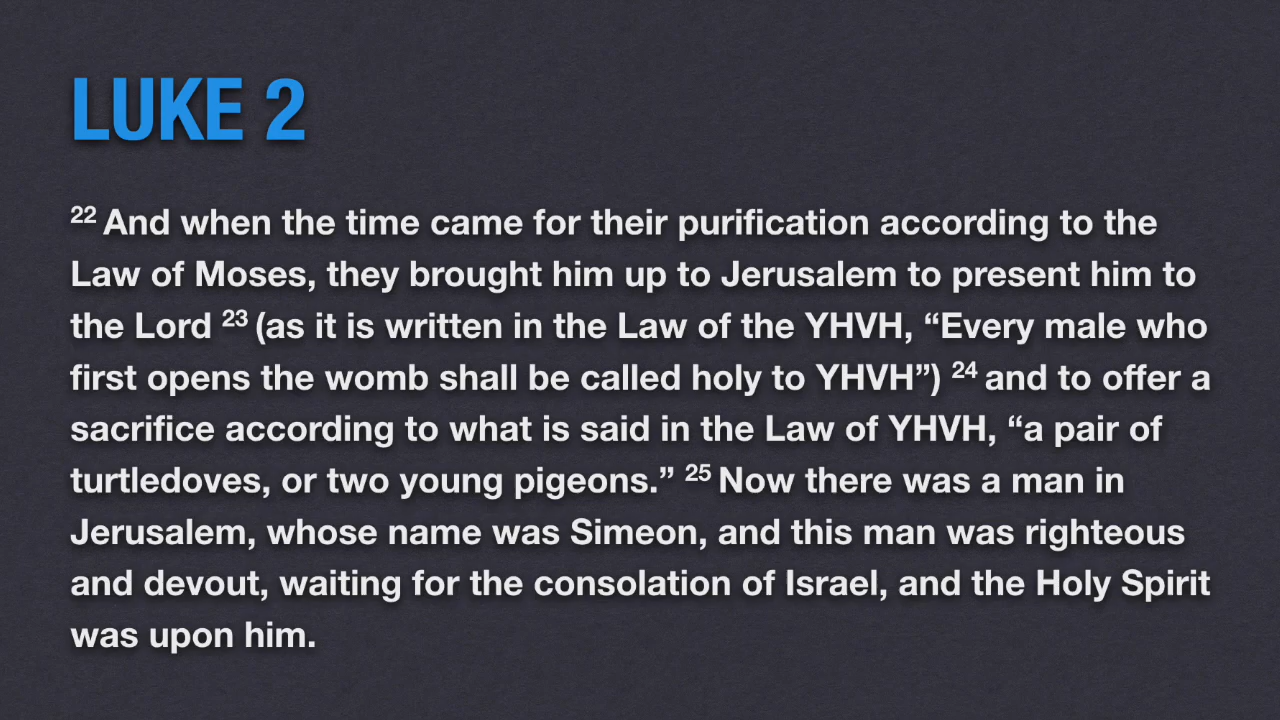 LUKE 2
22 And when the time came for their purification according to the
Law of Moses, they brought him up to Jerusalem to present him to
the Lord 23 (as it is written in the Law of the YHVH, “Every male who
first opens the womb shall be called holy to YHVH”) 24 and to offer a
sacrifice according to what is said in the Law of YHVH, “a pair of
turtledoves, or two young pigeons.” 25 Now there was a man in
Jerusalem, whose name was Simeon, and this man was righteous
and devout, waiting for the consolation of Israel, and the Holy Spirit
was upon him.